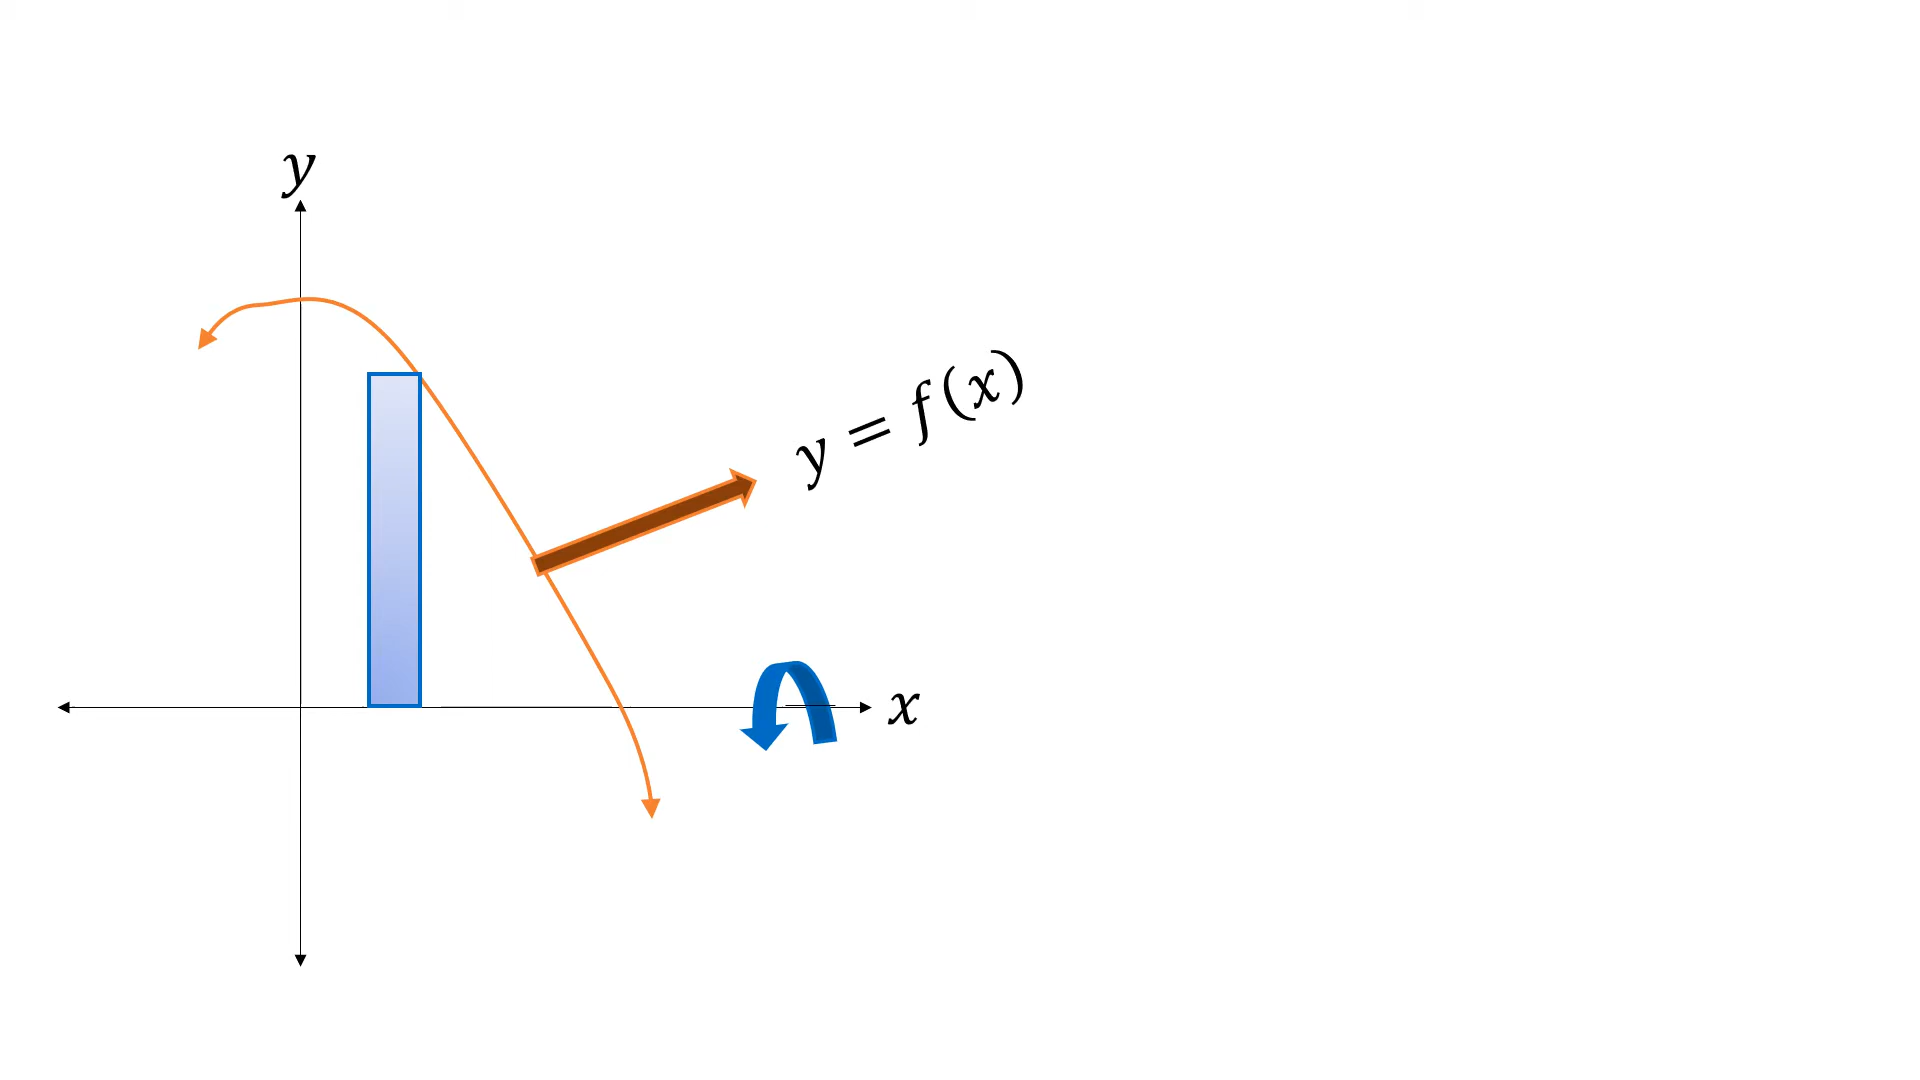 y
y = f(x)
x